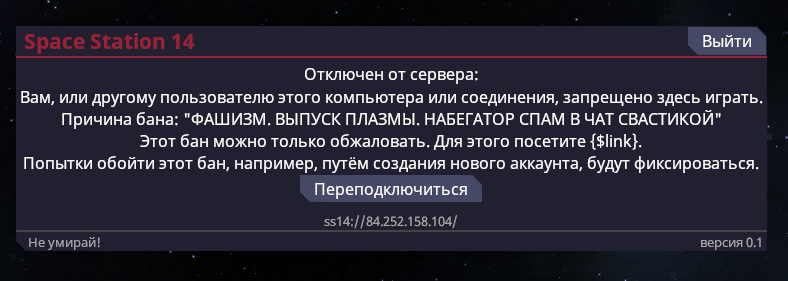 Space Station 14
Выйти
Отключен от сервера:
Вам, или другому пользователю этого компьютера или соединения, запрещено здесь играть.
Причина бана: "ФАШИЗМ. ВЫПУСК ПЛАЗМЫ. НАБЕГАТОР СПАМ В ЧАТ СВАСТИКОЙ"
Этот бан можно только обжаловать. Для этого посетите {$link}.
Попытки обойти этот бан, например, путём создания нового аккаунта, будут фиксироваться.
Переподключиться
ss14://84.252.158.104/
Не умирай!
версия 0.1